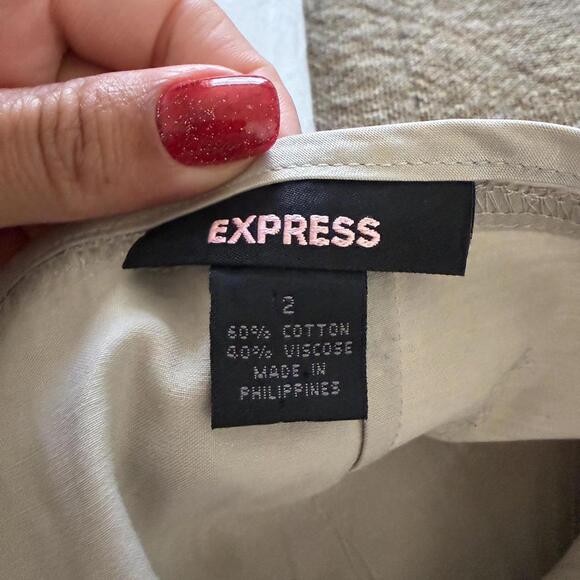 EXPRESS
2
60% COTTON
40% VISCOSE
MADE IN
PHILIPPINES